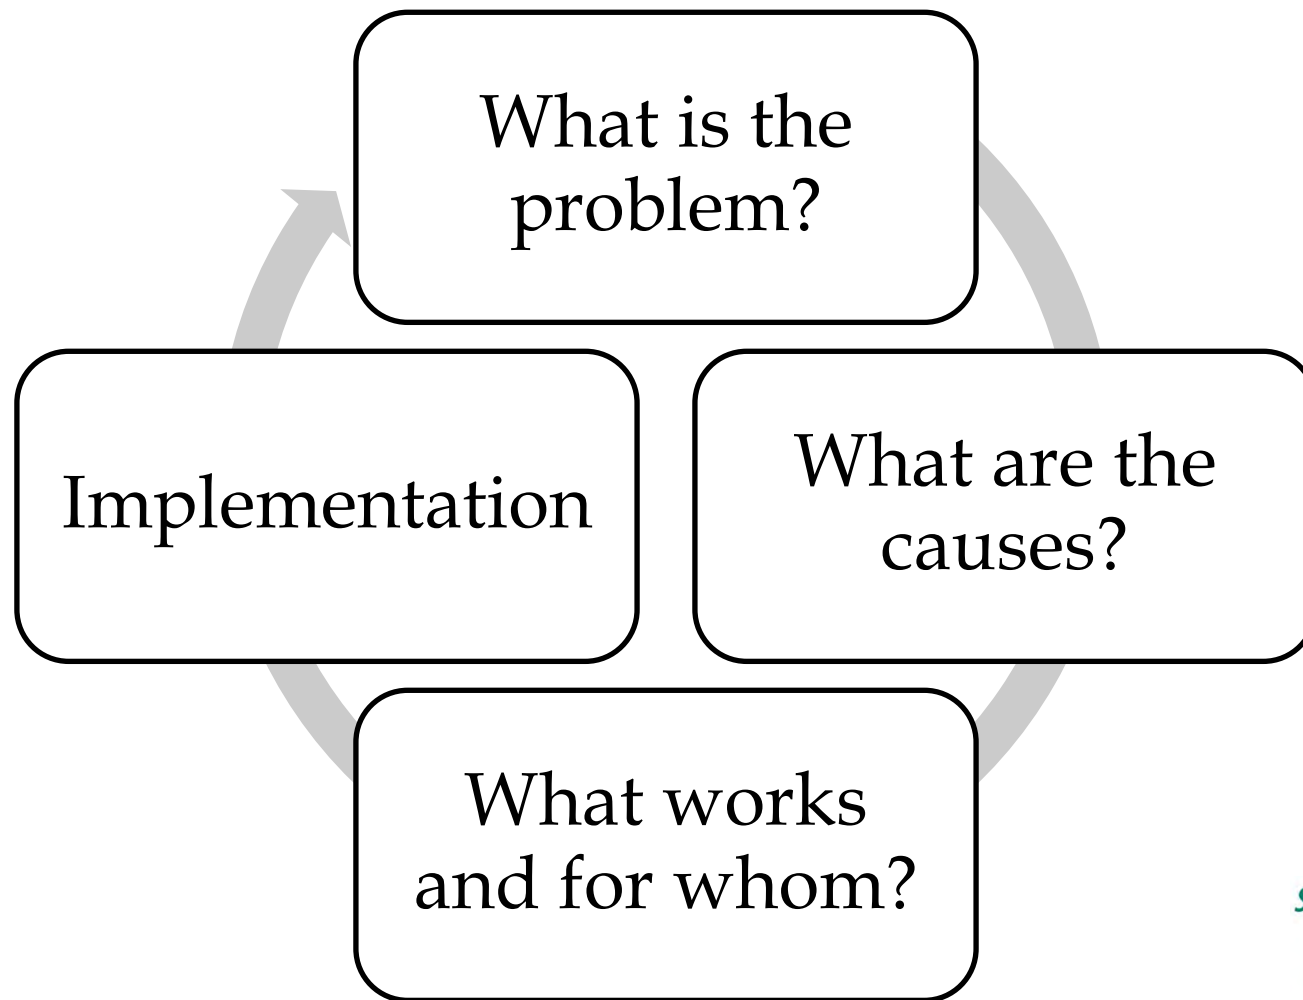 What is the
problem?
What are the
causes?
Implementation
What works
and for whom?